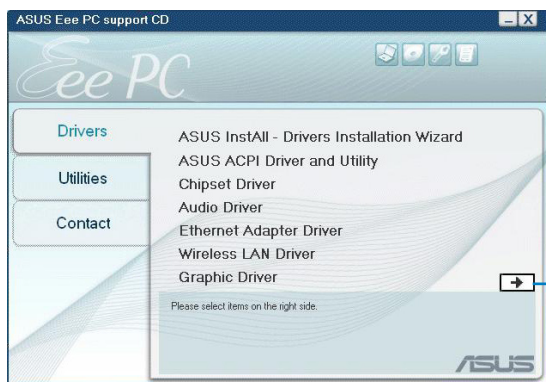 ASUS Eee PC support CD
Eee PC
Drivers
Utilities
Contact
ASUS InstAll - Drivers Installation Wizard
ASUS ACPI Driver and Utility
Chipset Driver
Audio Driver
Ethernet Adapter Driver
Wireless LAN Driver
Graphic Driver
Please select items on the right side.
ASUS